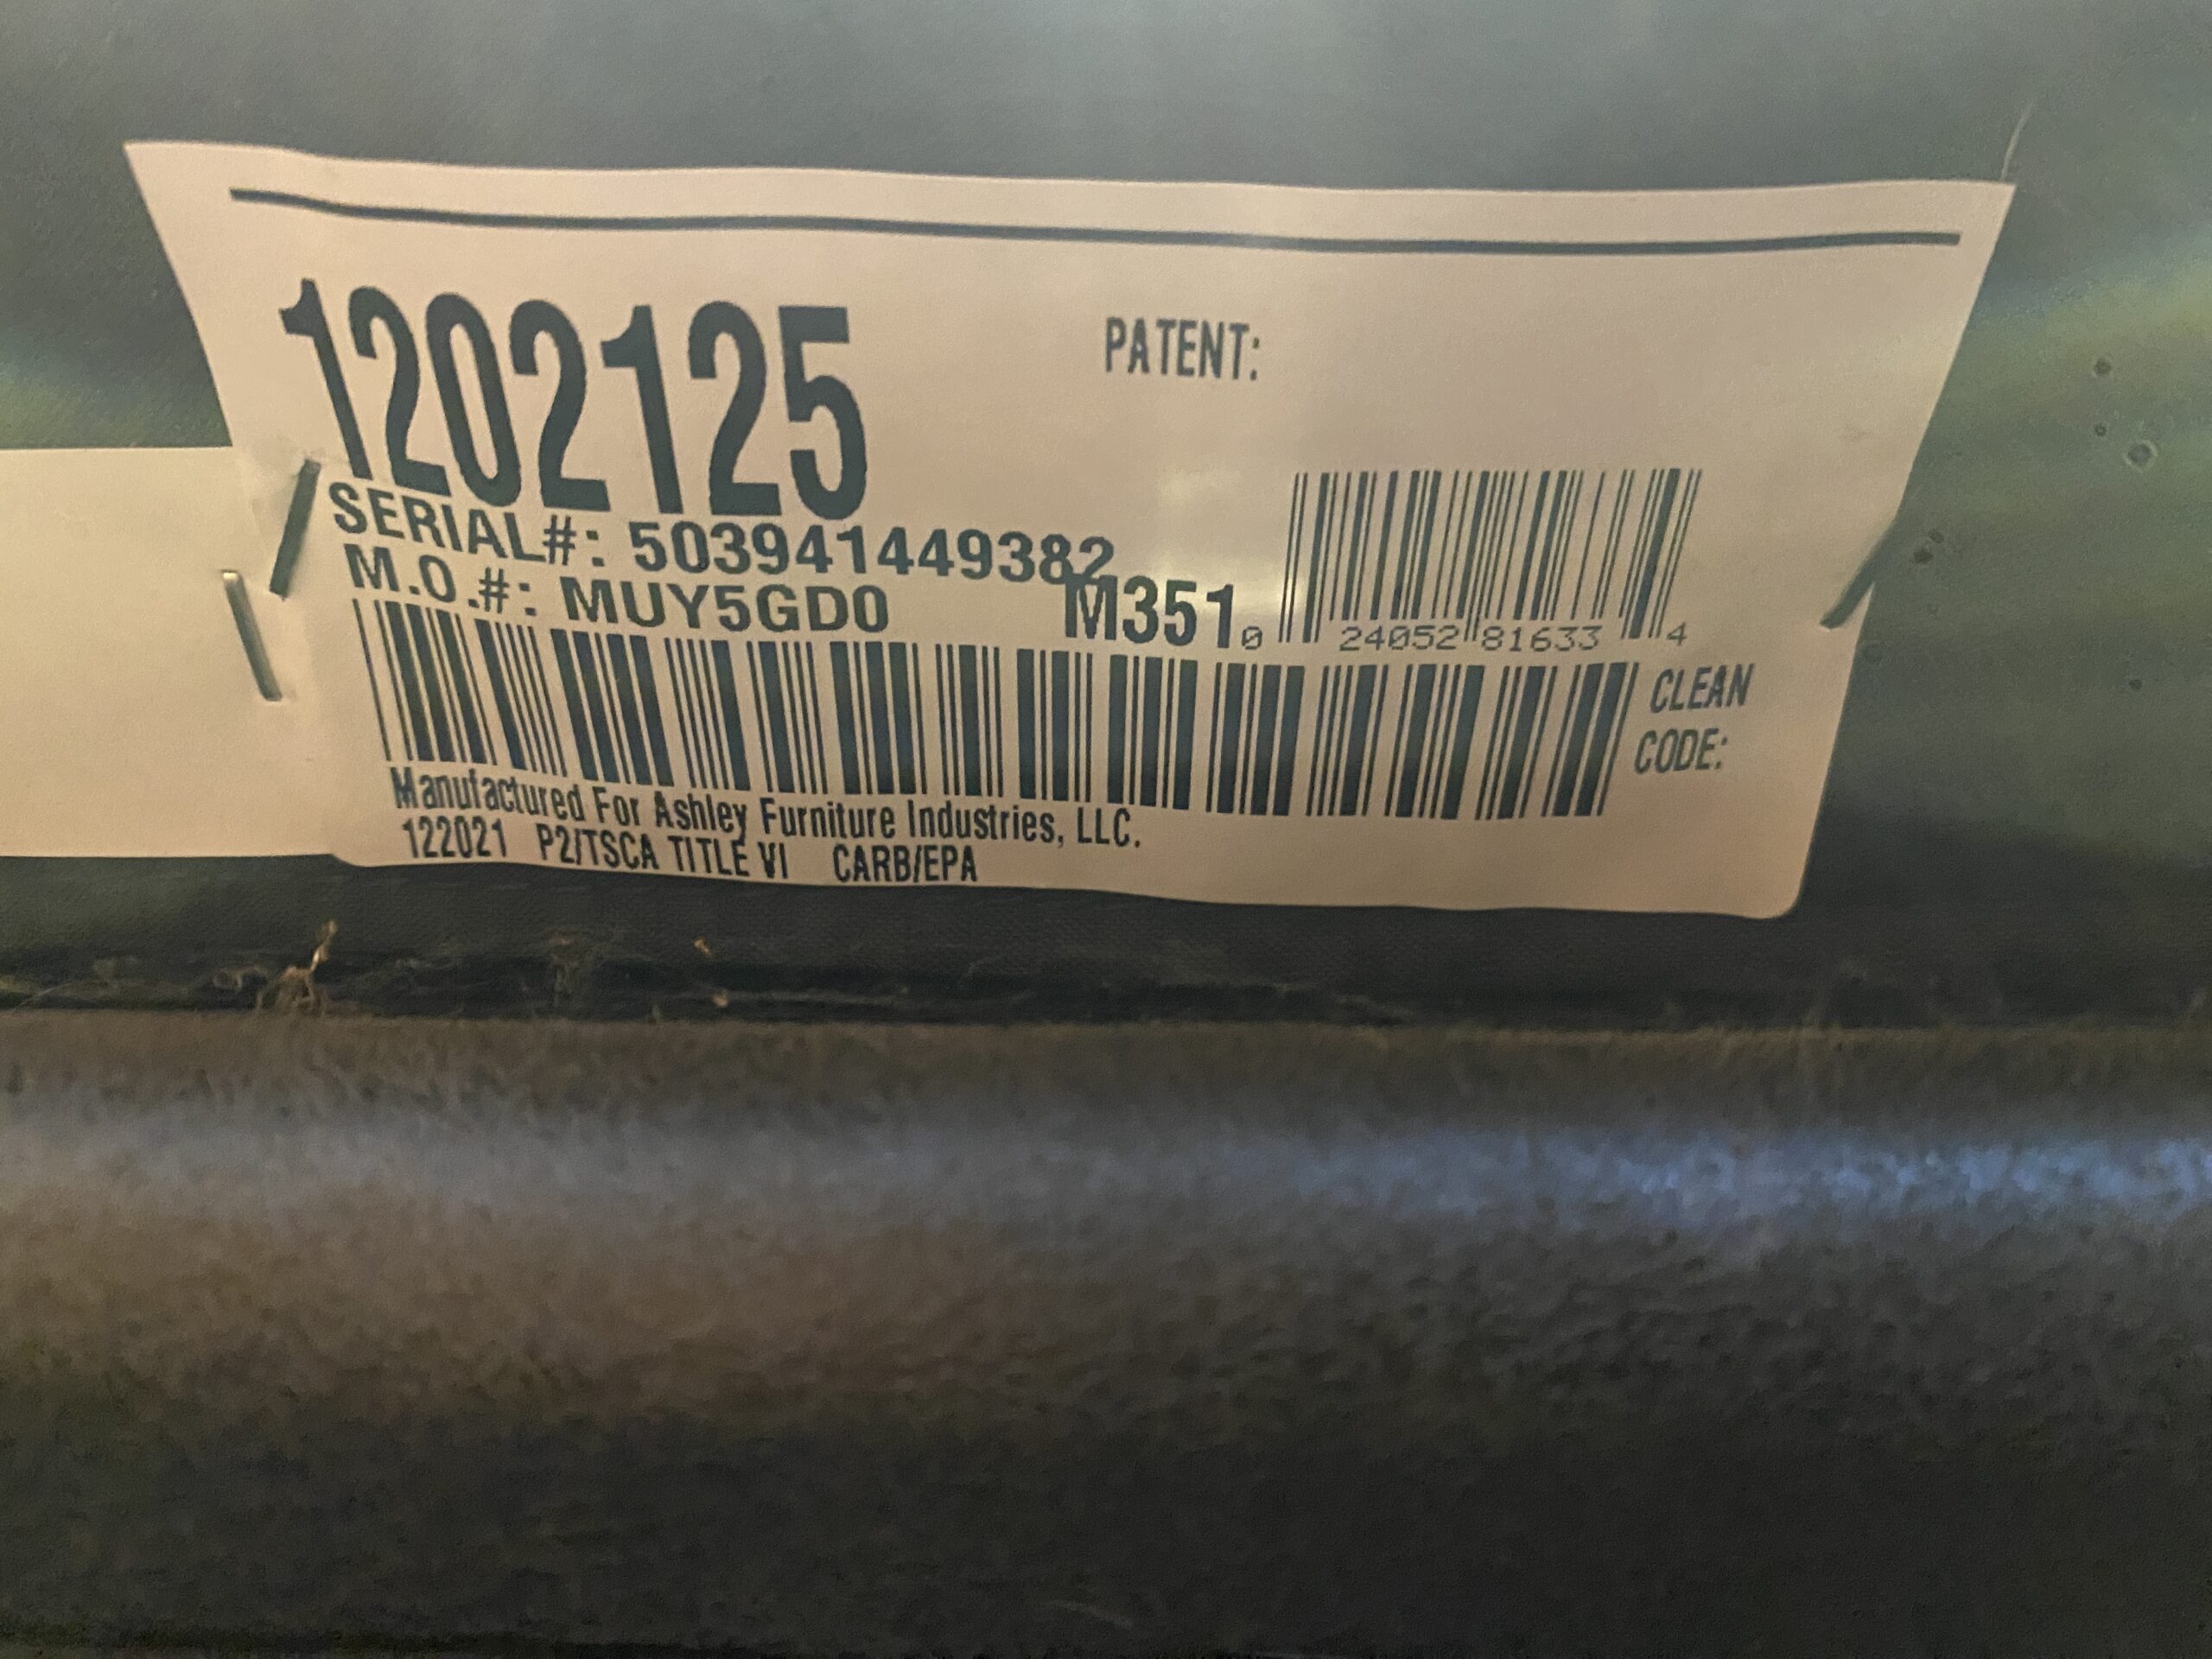 1202125
PATENT:
SERIAL#: 503941449382
M.O.#: MUY5GD0 M351
0 24052 81633 4
CLEAN
CODE:
Manufactured For Ashley Furniture Industries, LLC.
122021 P2/TSCA TITLE VI CARB/EPA